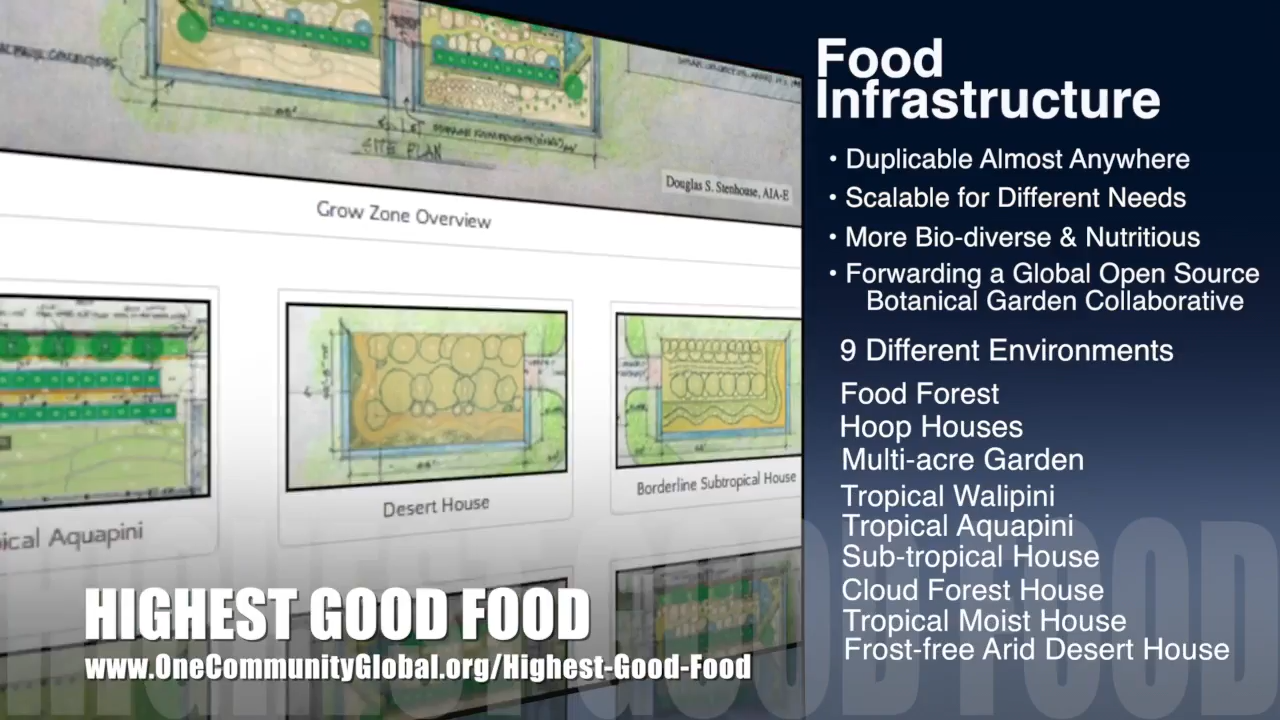 SITE PLAN
Douglas S. Stenhouse, AIA-E
Grow Zone Overview
ical Aquapini
Desert House
Borderline Subtropical House
HIGHEST GOOD FOOD
www.OneCommunityGlobal.org/Highest-Good-Food
Food
Infrastructure
• Duplicable Almost Anywhere
• Scalable for Different Needs
• More Bio-diverse & Nutritious
• Forwarding a Global Open Source
Botanical Garden Collaborative
9 Different Environments
Food Forest
Hoop Houses
Multi-acre Garden
Tropical Walipini
Tropical Aquapini
Sub-tropical House
Cloud Forest House
Tropical Moist House
Frost-free Arid Desert House
HIGHEST GOOD FOOD